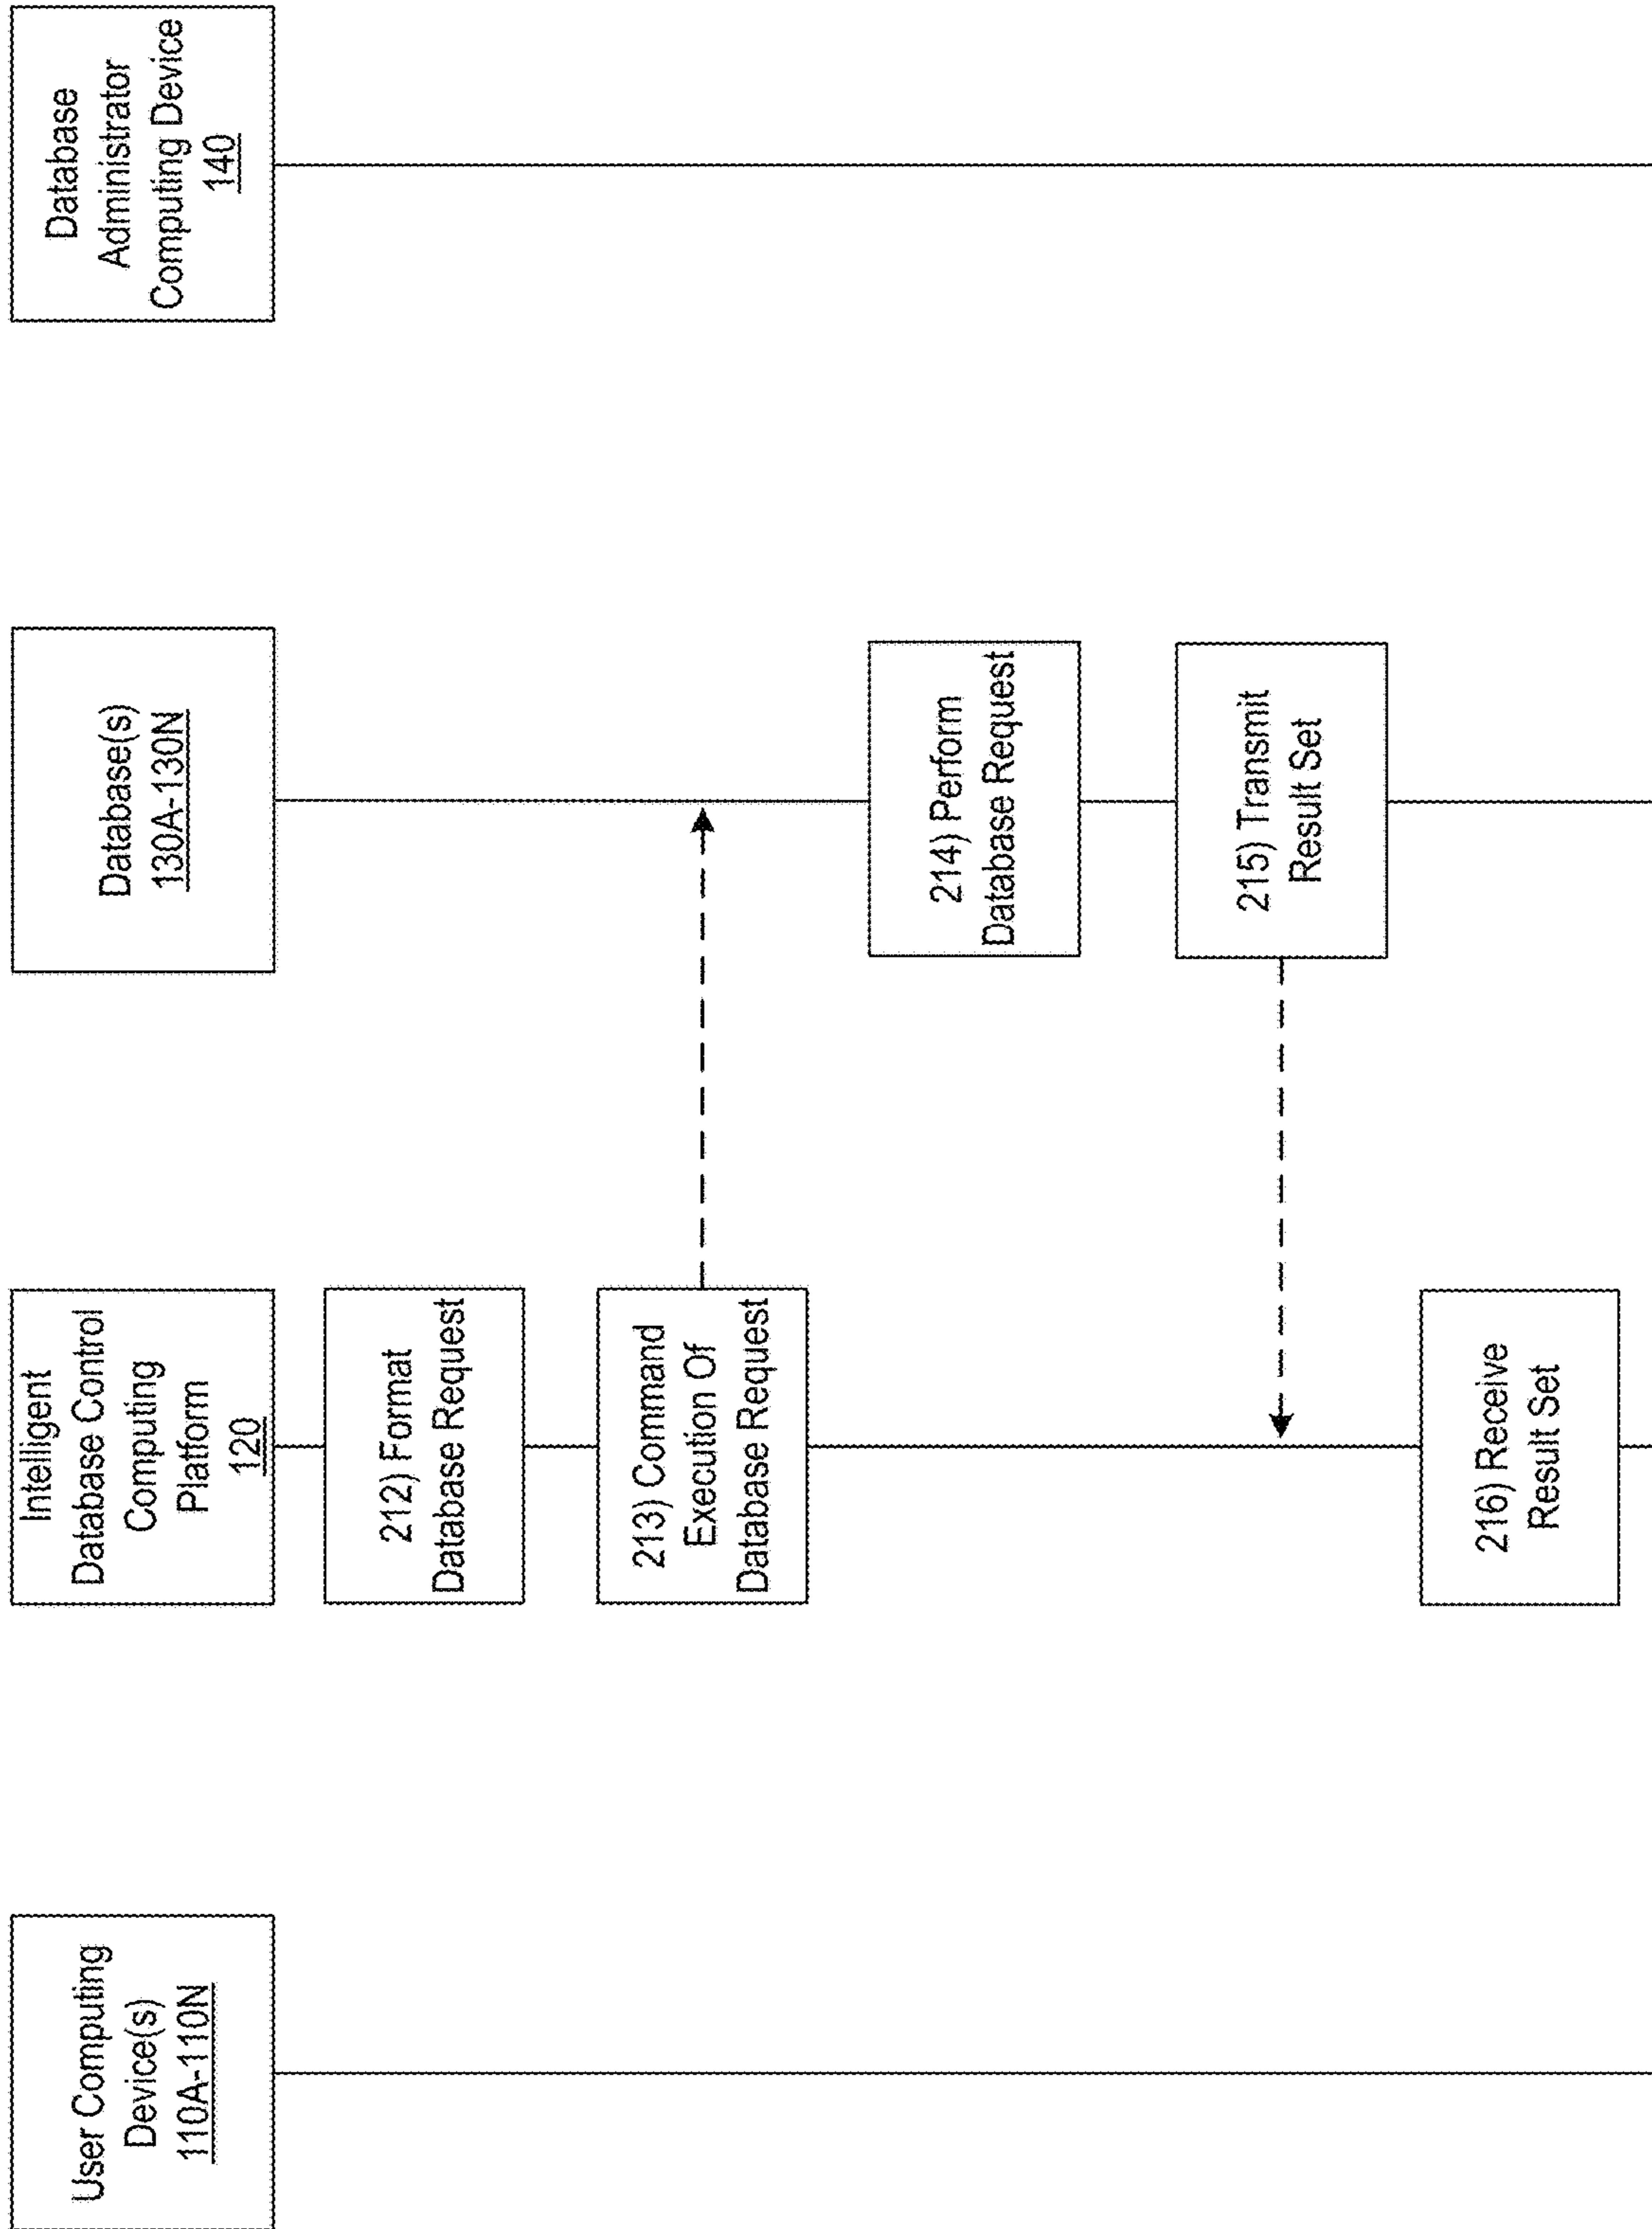 User Computing
Device(s)
110A-110N
Intelligent
Database Control
Computing
Platform
120
Database(s)
130A-130N
Database
Administrator
Computing Device
140
212) Format
Database Request
213) Command
Execution Of
Database Request
214) Perform
Database Request
215) Transmit
Result Set
216) Receive
Result Set